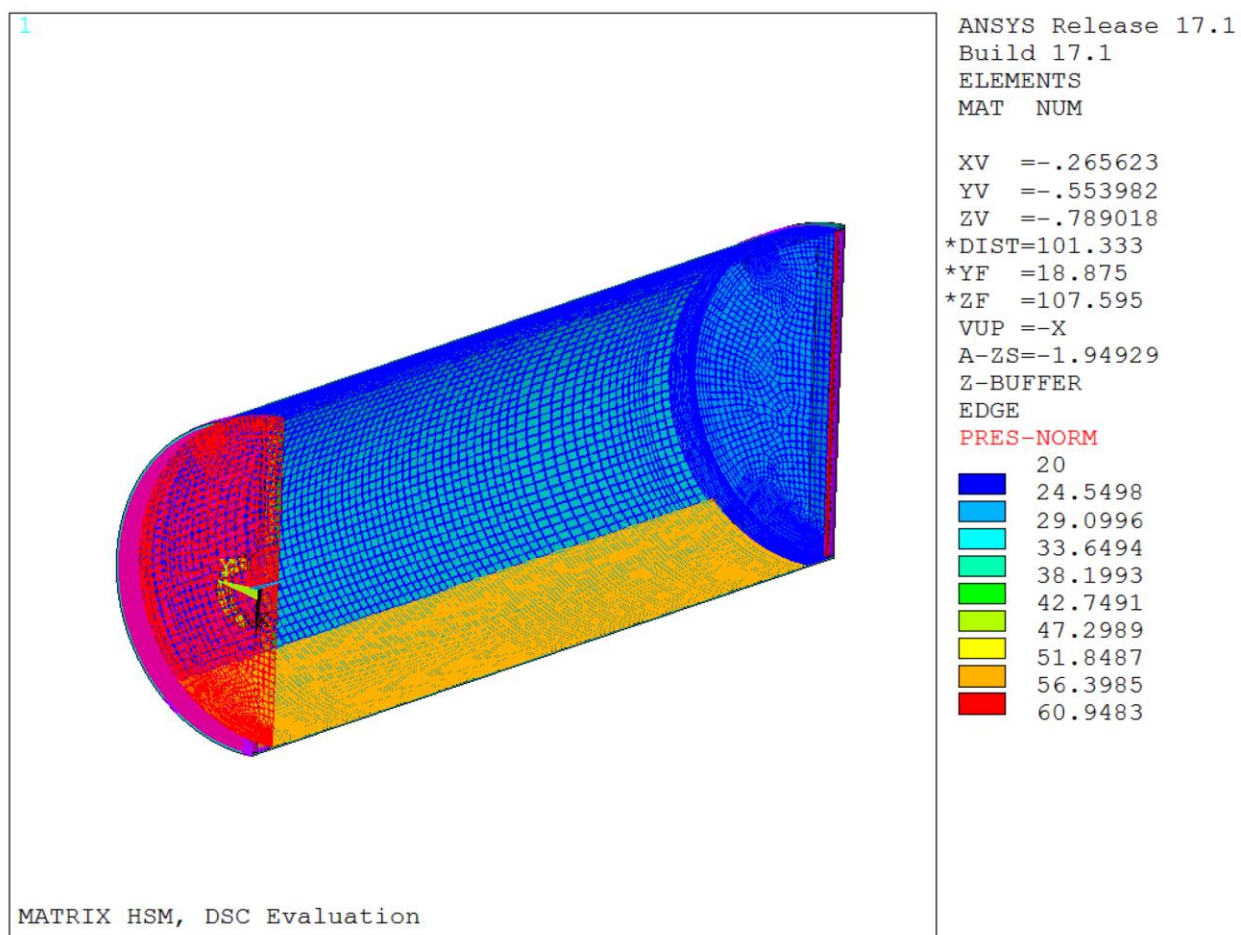 1
ANSYS Release 17.1
Build 17.1
ELEMENTS
MAT NUM
XV =-.265623
YV =-.553982
ZV =-.789018
*DIST=101.333
*YF =18.875
*ZF =107.595
VUP =-X
A-ZS=-1.94929
Z-BUFFER
EDGE
PRES-NORM
20
24.5498
29.0996
33.6494
38.1993
42.7491
47.2989
51.8487
56.3985
60.9483
MATRIX HSM, DSC Evaluation